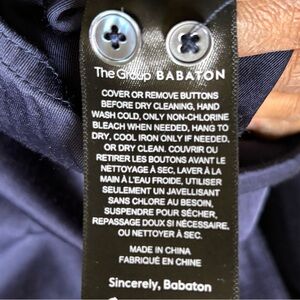 The Group BABATON
COVER OR REMOVE BUTTONS
BEFORE DRY CLEANING, HAND
WASH COLD, ONLY NON-CHLORINE
BLEACH WHEN NEEDED, HANG TO
DRY, COOL IRON ONLY IF NEEDED,
OR DRY CLEAN. COUVRIR OU
RETIRER LES BOUTONS AVANT LE
NETTOYAGE À SEC, LAVER À LA
MAIN À L'EAU FROIDE, UTILISER
SEULEMENT UN JAVELLISANT
SANS CHLORE AU BESOIN,
SUSPENDRE POUR SÉCHER,
REPASSAGE DOUX SI NÉCESSAIRE,
OU NETTOYER À SEC.
MADE IN CHINA
FABRIQUÉ EN CHINE
Sincerely, Babaton